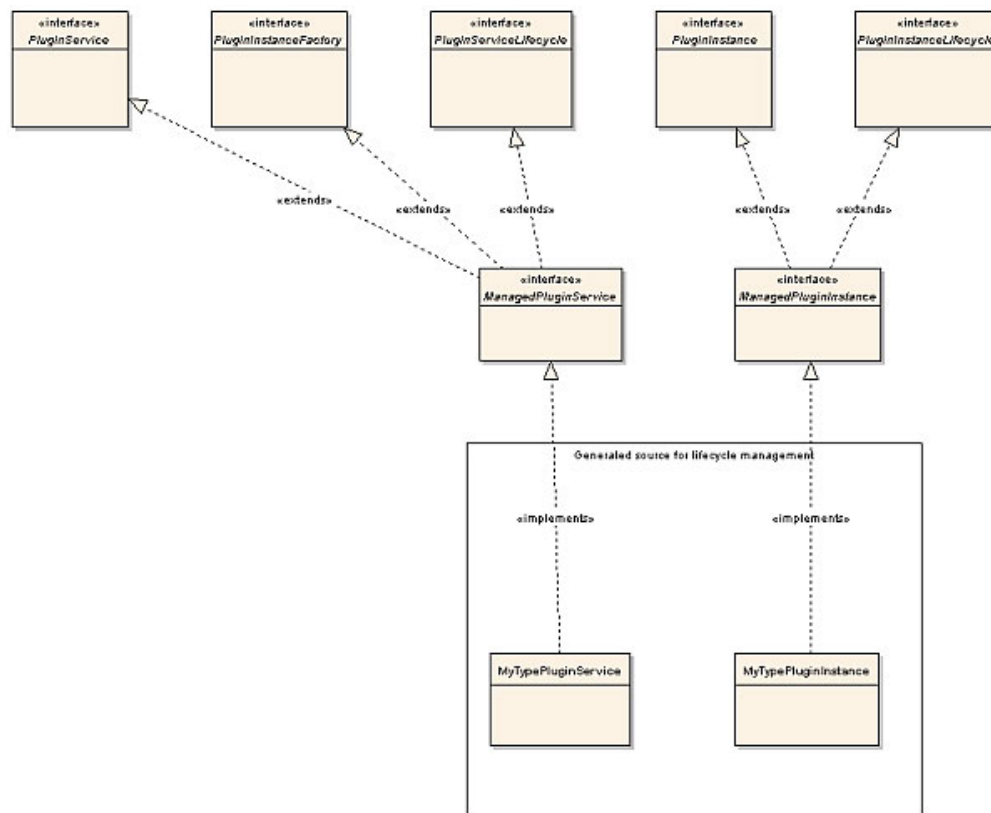 «interface»
PluginService
«interface»
PluginInstanceFactory
«interface»
PluginServiceLifecycle
«interface»
PluginInstance
«interface»
PluginInstanceLifecycle
«extends»
«extends»
«extends»
«extends»
«extends»
«interface»
ManagedPluginService
«interface»
ManagedPluginInstance
Generated source for lifecycle management
«implements»
«implements»
MyTypePluginService
MyTypePluginInstance